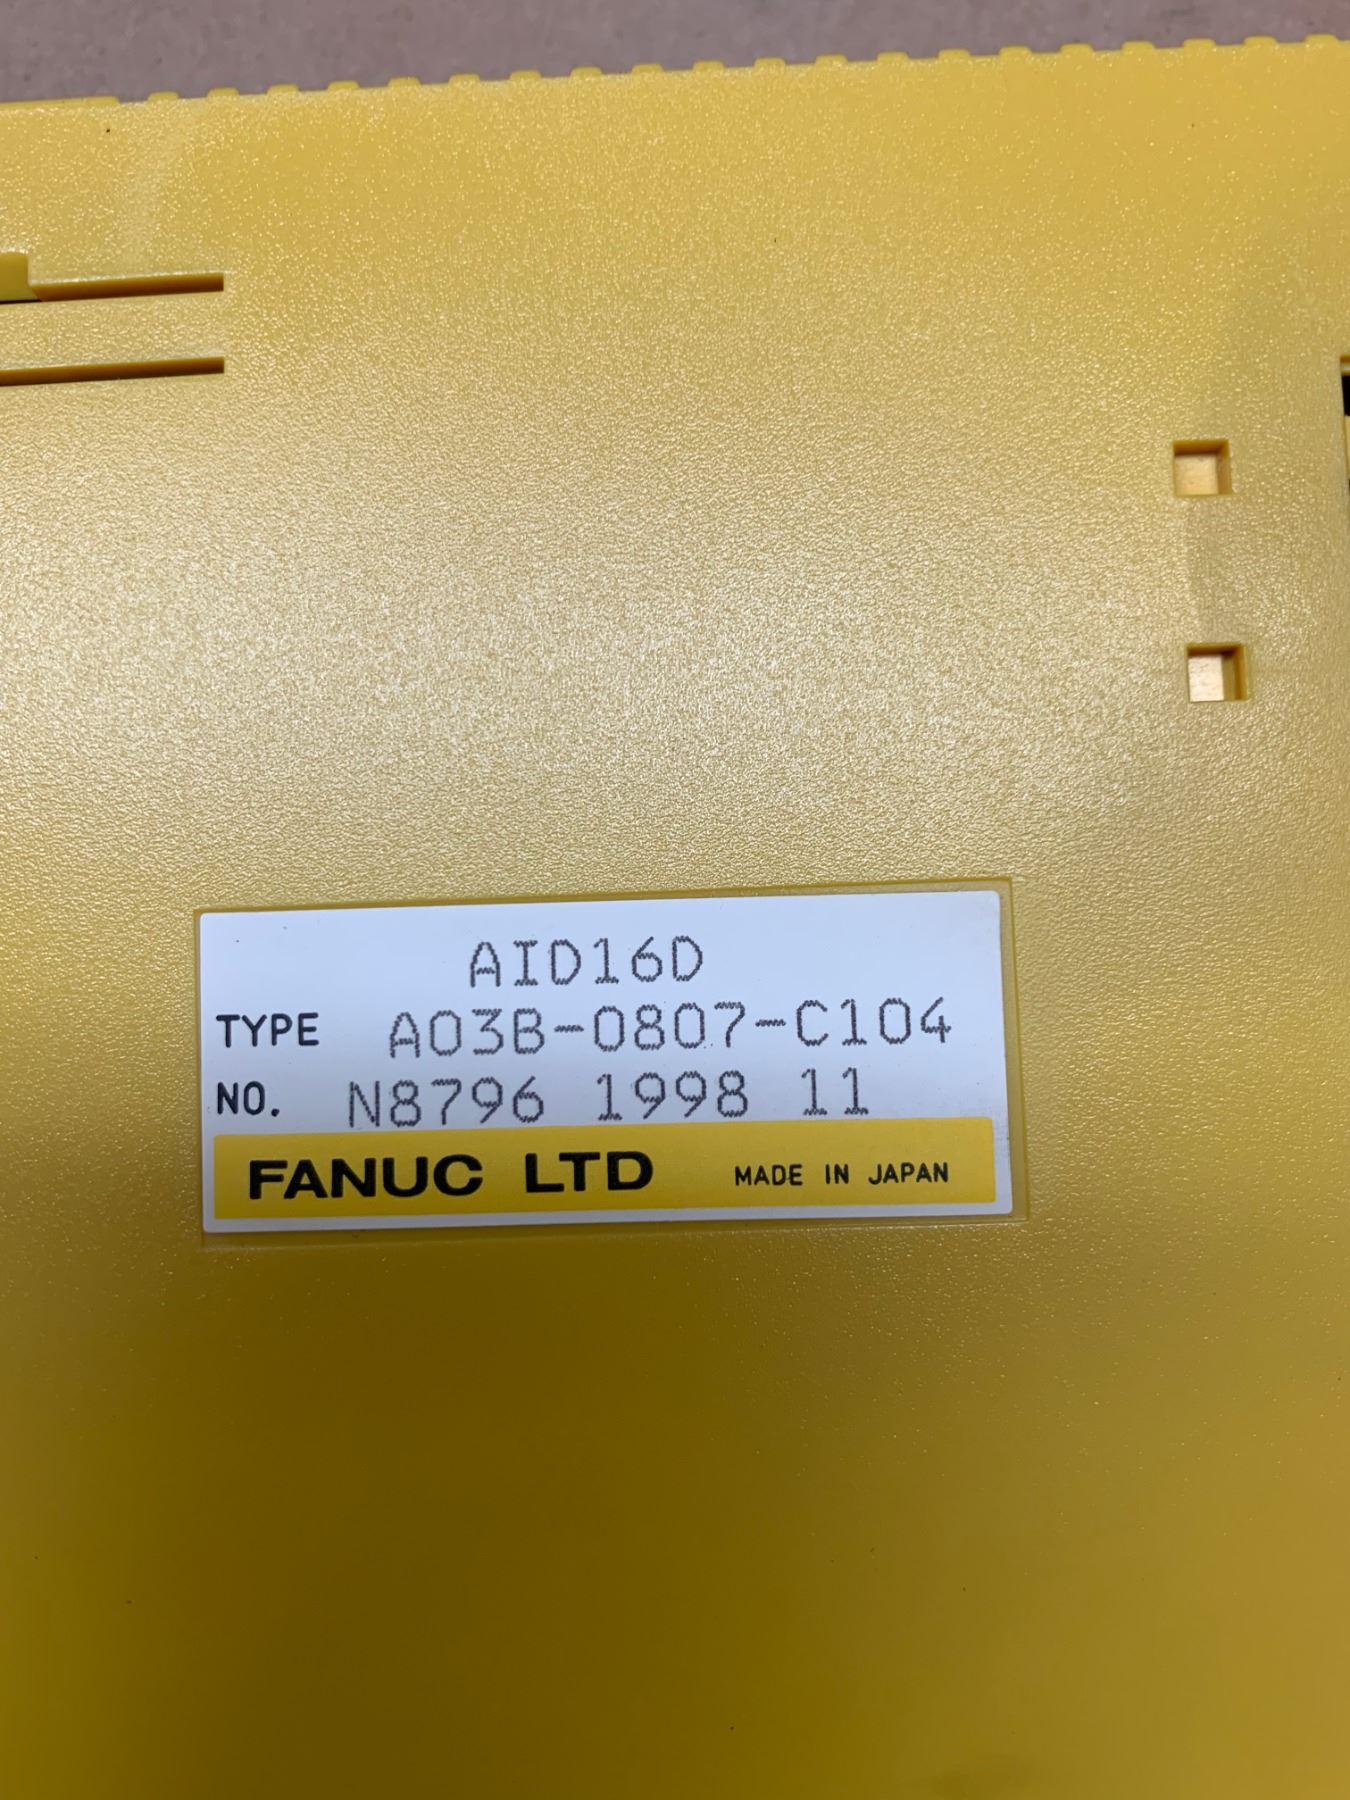 AID16D
TYPE A03B-0807-C104
NO. N8796 1998 11
FANUC LTD MADE IN JAPAN